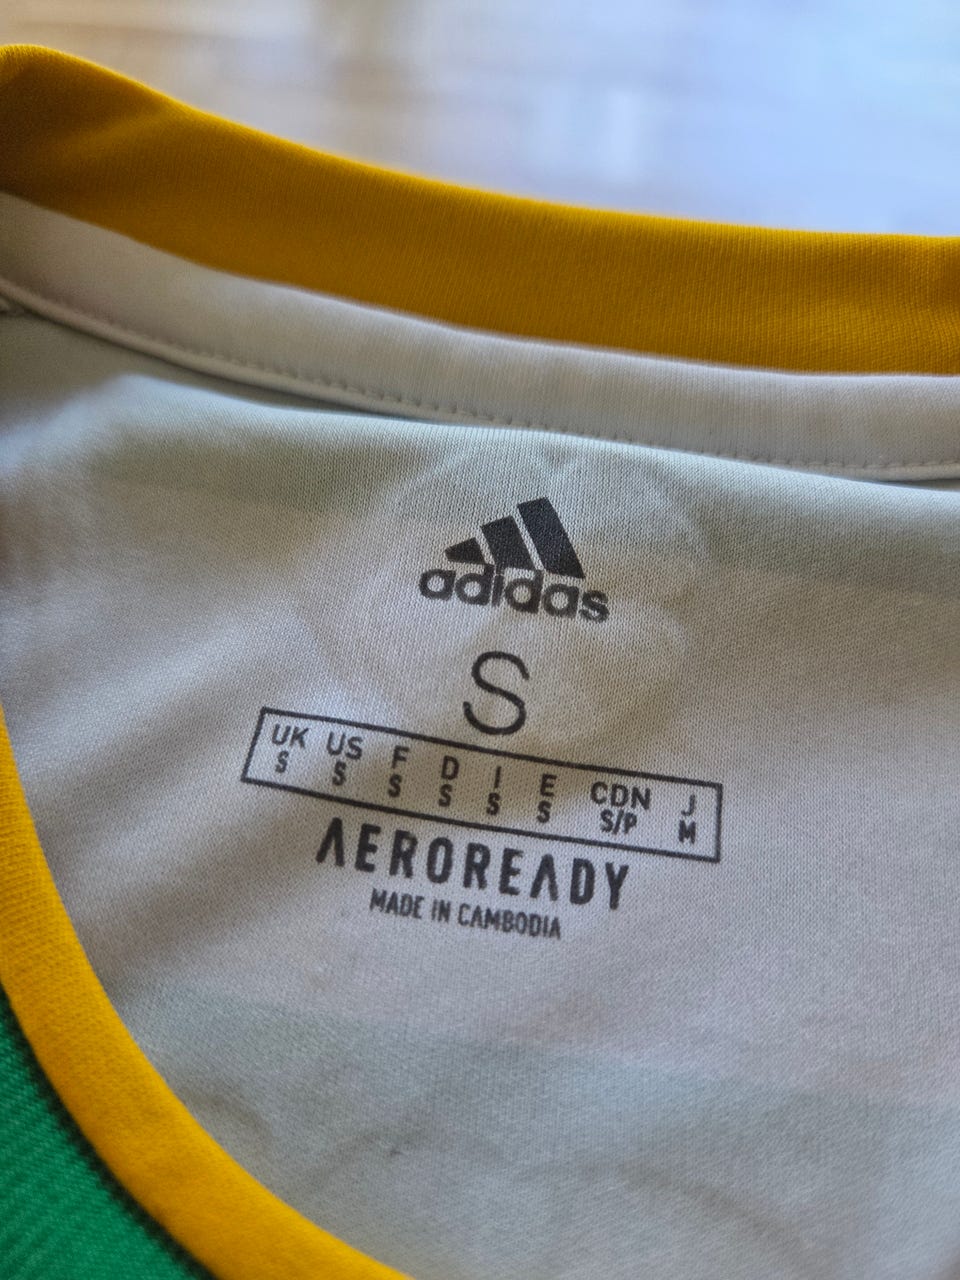 adidas
S
UK US F D I E CDN J
S S S S S S S/P M
AEROREADY
MADE IN CAMBODIA